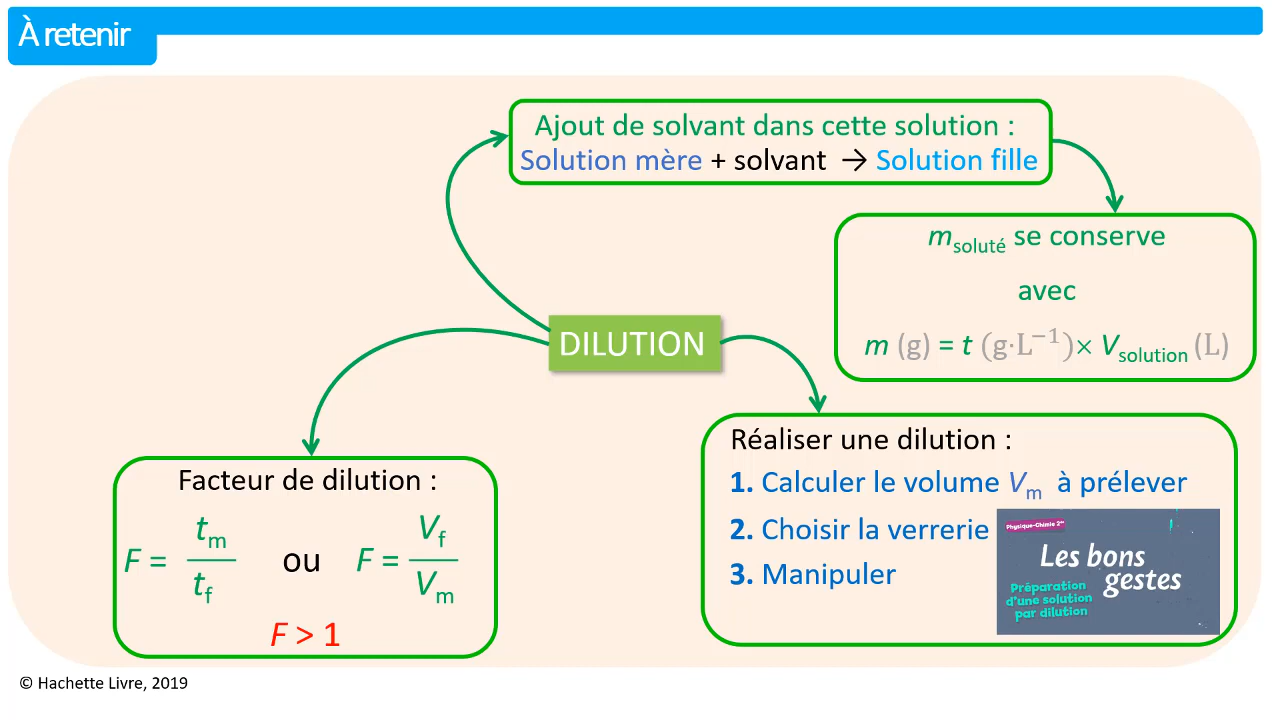 À retenir
Ajout de solvant dans cette solution :
Solution mère + solvant → Solution fille
m soluté se conserve
avec
m (g) = t (g·L⁻¹)× V solution (L)
DILUTION
Réaliser une dilution :
1. Calculer le volume Vm à prélever
2. Choisir la verrerie
3. Manipuler
Physique-Chimie 2de
Les bons
gestes
Préparation
d'une solution
par dilution
Facteur de dilution :
F = tm/tf ou F = Vf/Vm
F > 1
© Hachette Livre, 2019